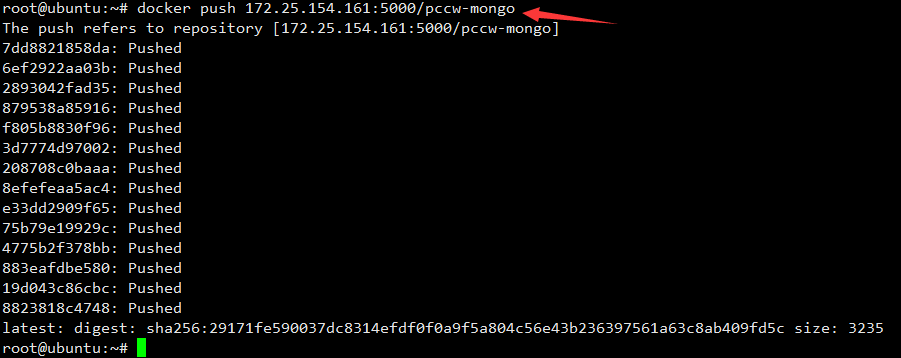 root@ubuntu:~# docker push 172.25.154.161:5000/pccw-mongo
The push refers to repository [172.25.154.161:5000/pccw-mongo]
7dd8821858da: Pushed
6ef2922aa03b: Pushed
2893042fad35: Pushed
879538a85916: Pushed
f805b8830f96: Pushed
3d7774d97002: Pushed
208708c0baaa: Pushed
8efefeaa5ac4: Pushed
e33dd2909f65: Pushed
75b79e19929c: Pushed
4775b2f378bb: Pushed
883eafdbe580: Pushed
19d043c86cbc: Pushed
8823818c4748: Pushed
latest: digest: sha256:29171fe590037dc8314efdf0f0a9f5a804c56e43b236397561a63c8ab409fd5c size: 3235
root@ubuntu:~#